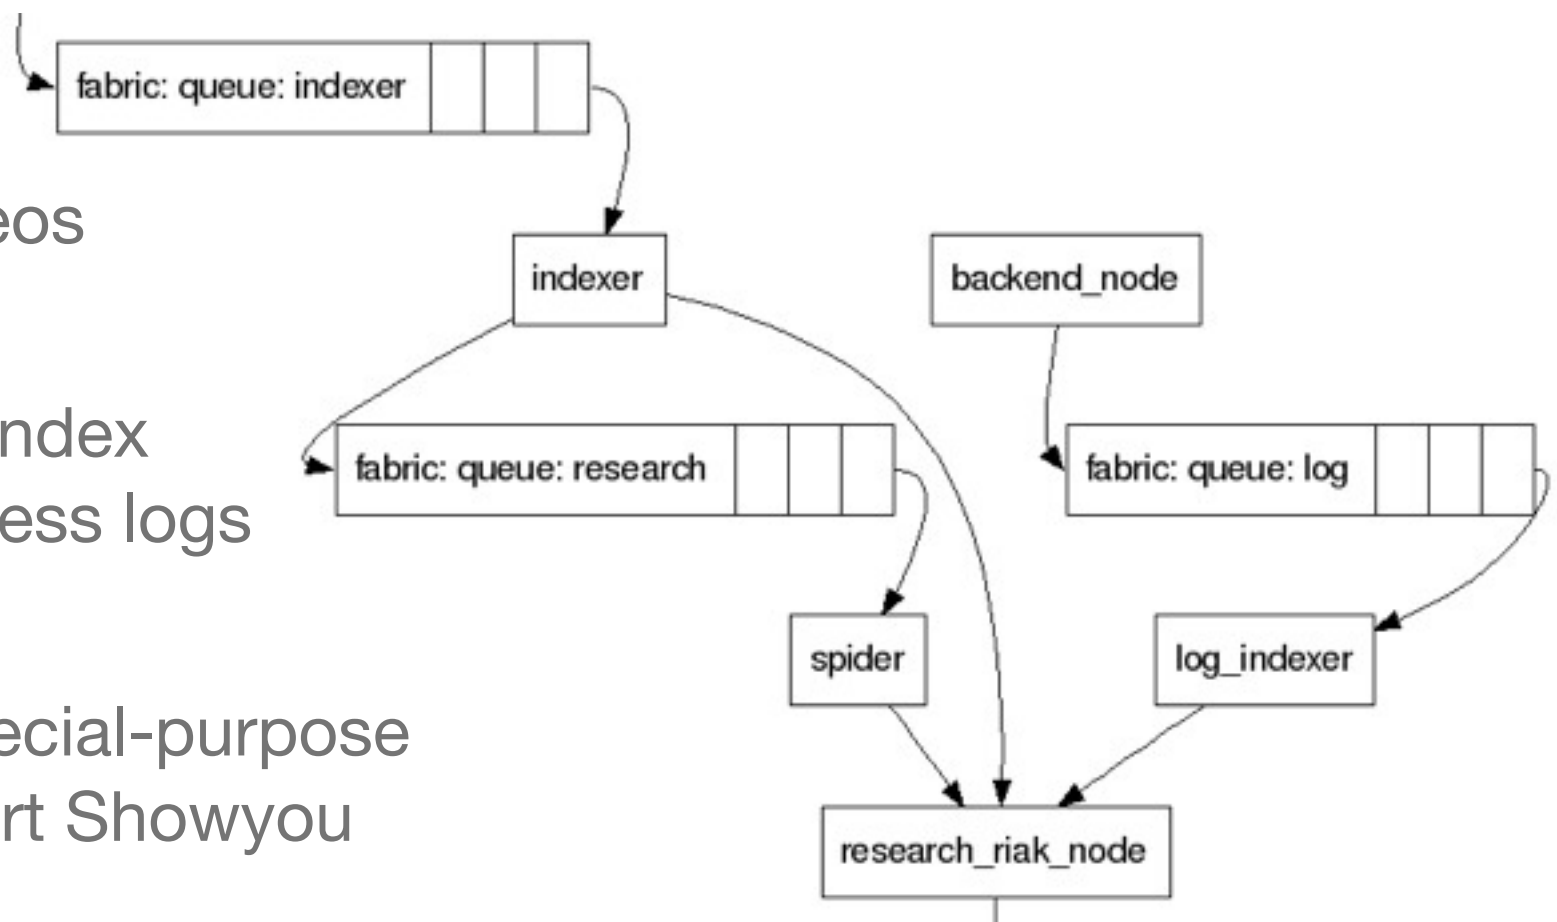 fabric: queue: indexer
eos
indexer
backend_node
ndex
ess logs
fabric: queue: research
fabric: queue: log
spider
log_indexer
ecial-purpose
rt Showyou
research_riak_node